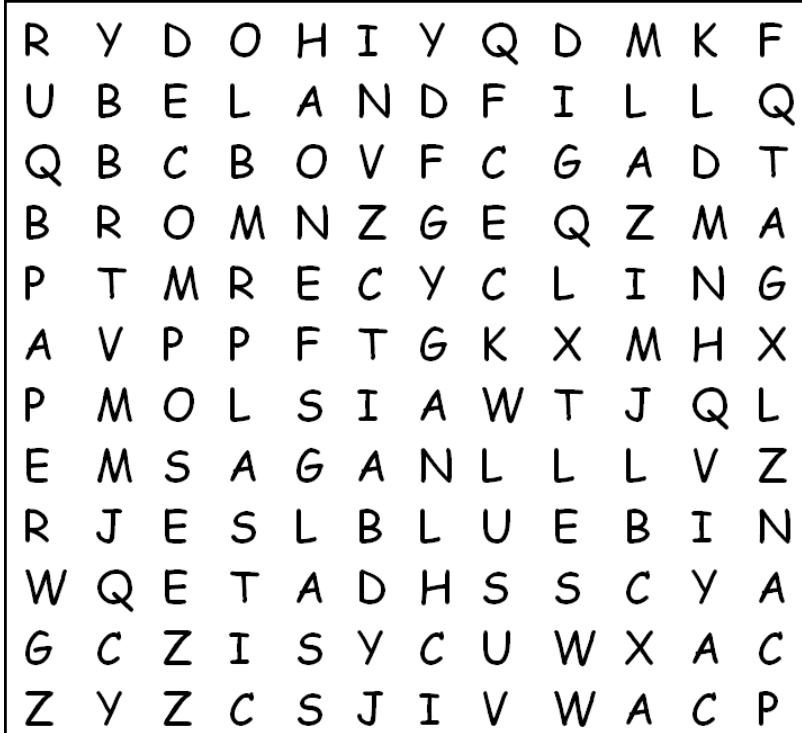 R Y D O H I Y Q D M K F
U B E L A N D F I L L Q
Q B C B O V F C G A D T
B R O M N Z G E Q Z M A
P T M R E C Y C L I N G
A V P P F T G K X M H X
P M O L S I A W T J Q L
E M S A G A N L L L V Z
R J E S L B L U E B I N
W Q E T A D H S S C Y A
G C Z I S Y C U W X A C
Z Y Z C S J I V W A C P